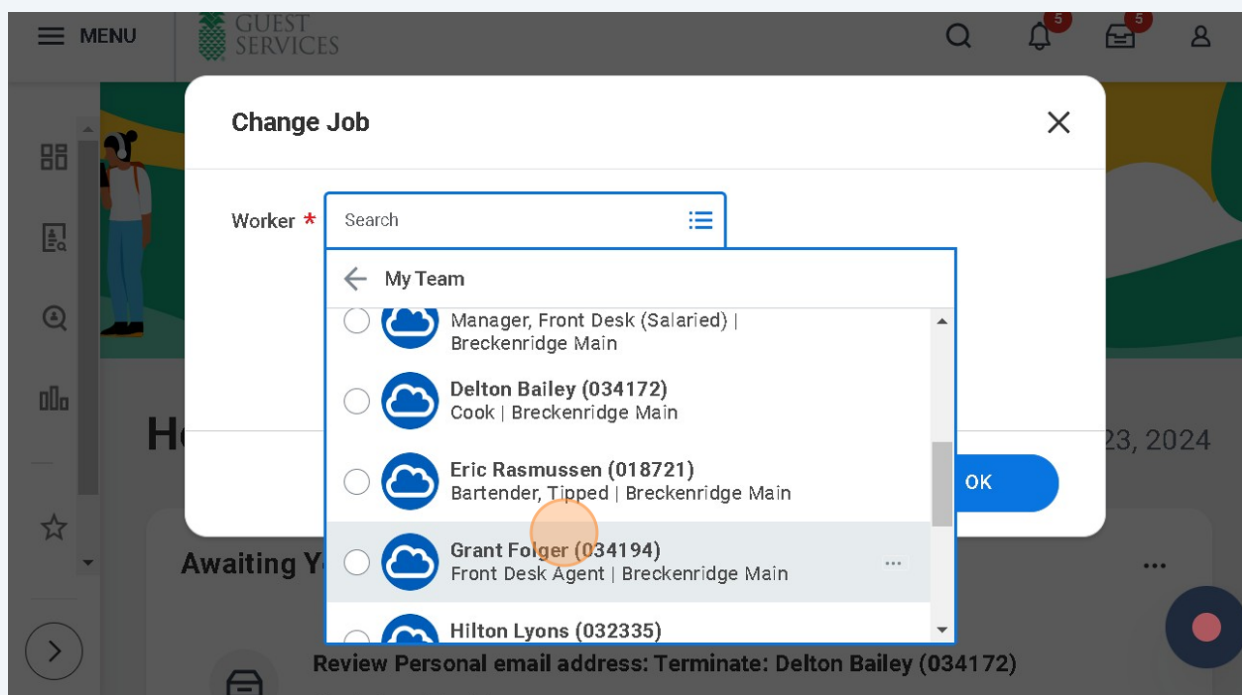 MENU
GUEST
SERVICES
5
5
Change Job
Worker *
Search
My Team
Manager, Front Desk (Salaried) |
Breckenridge Main
Delton Bailey (034172)
Cook | Breckenridge Main
Eric Rasmussen (018721)
Bartender, Tipped | Breckenridge Main
Grant Folger (034194)
Front Desk Agent | Breckenridge Main
Hilton Lyons (032335)
23, 2024
OK
Awaiting Y
Review Personal email address: Terminate: Delton Bailey (034172)